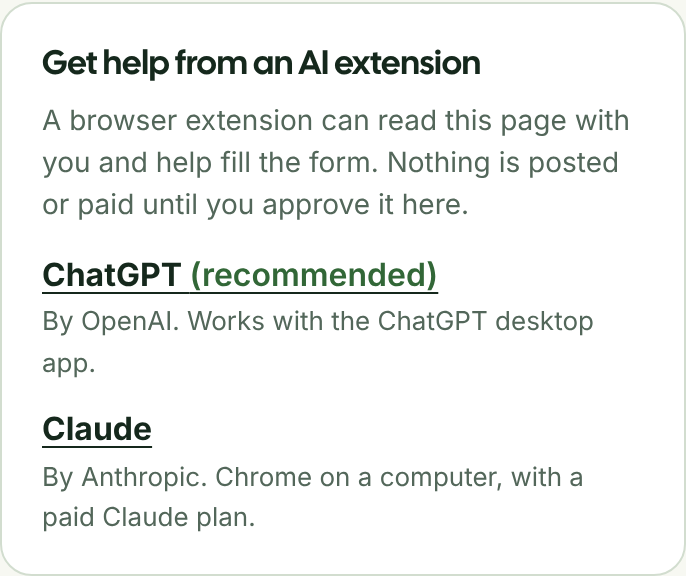 Get help from an AI extension
A browser extension can read this page with
you and help fill the form. Nothing is posted
or paid until you approve it here.
ChatGPT (recommended)
By OpenAI. Works with the ChatGPT desktop
app.
Claude
By Anthropic. Chrome on a computer, with a
paid Claude plan.